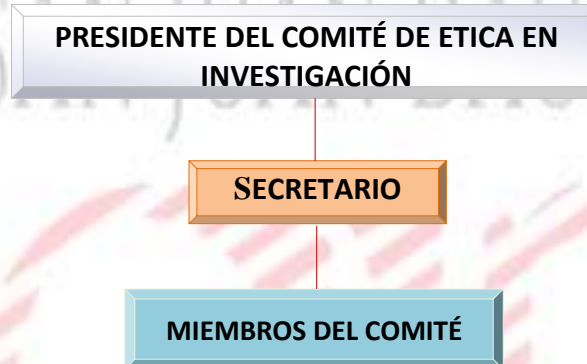 PRESIDENTE DEL COMITÉ DE ETICA EN
INVESTIGACIÓN
SECRETARIO
MIEMBROS DEL COMITÉ